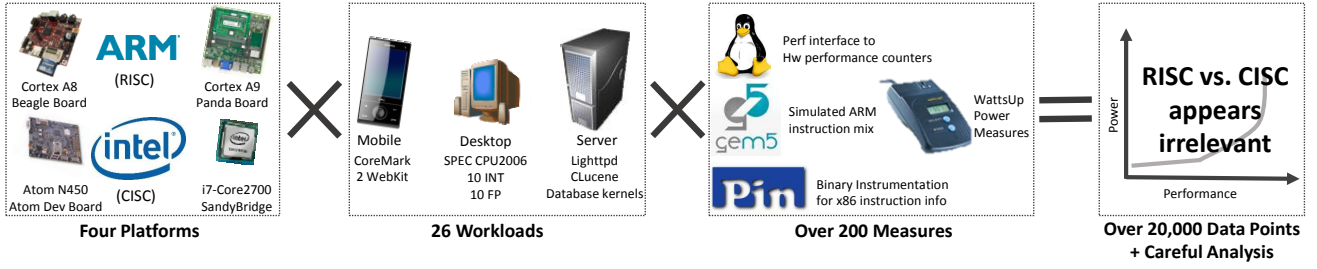 ARM
(RISC)
Cortex A8
Beagle Board
Cortex A9
Panda Board
intel
(CISC)
Atom N450
Atom Dev Board
i7-Core2700
SandyBridge
Four Platforms
Mobile
CoreMark
2 WebKit
Desktop
SPEC CPU2006
10 INT
10 FP
Server
Lighttpd
CLucene
Database kernels
26 Workloads
Perf interface to
Hw performance counters
gem5
Simulated ARM
instruction mix
WattsUp
Power
Measures
Pin
Binary Instrumentation
for x86 instruction info
Over 200 Measures
Power
RISC vs. CISC
appears
irrelevant
Performance
Over 20,000 Data Points
+ Careful Analysis